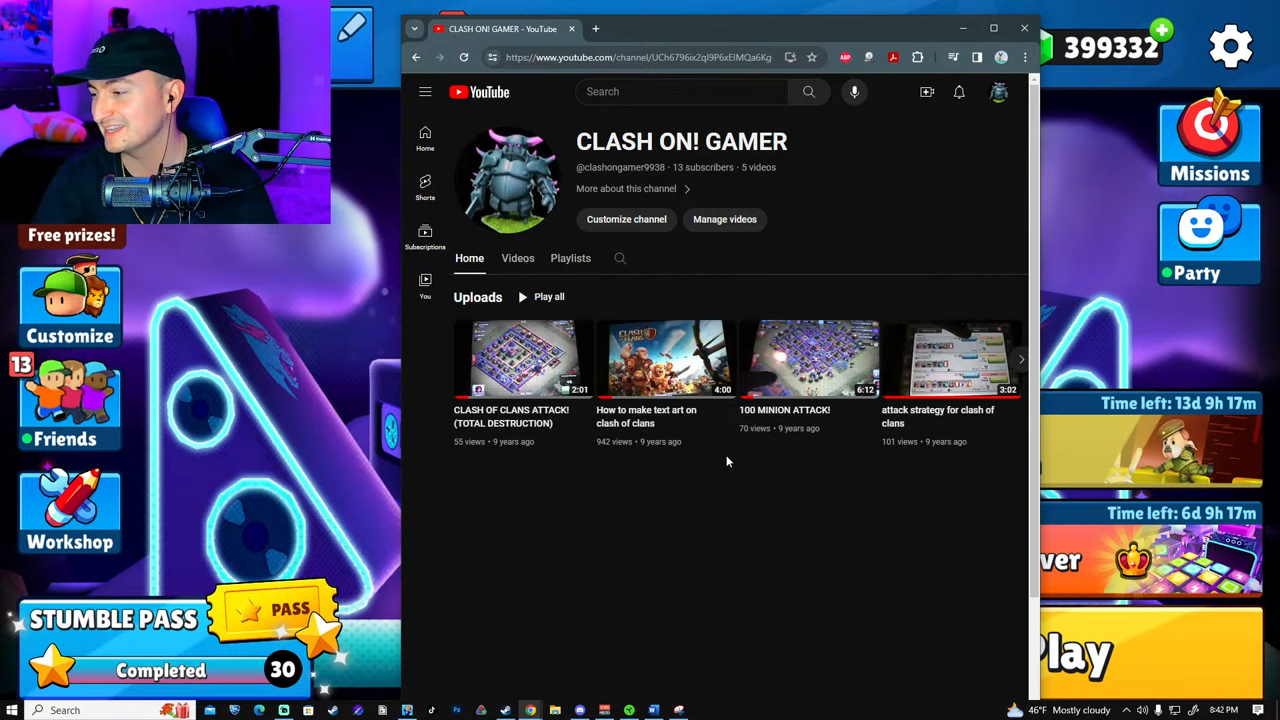 CLASH ON! GAMER - YouTube
https://www.youtube.com/channel/UCh6796ix2qI9P6xEIMQa6Kg
ABP
399332
YouTube
Search
Missions
Party
Home
Shorts
Subscriptions
You
CLASH ON! GAMER
@clashongamer9938 · 13 subscribers · 5 videos
More about this channel
Customize channel
Manage videos
Home
Videos
Playlists
Uploads
Play all
2:01
4:00
6:12
3:02
CLASH OF CLANS ATTACK!
(TOTAL DESTRUCTION)
55 views · 9 years ago
How to make text art on
clash of clans
942 views · 9 years ago
100 MINION ATTACK!
70 views · 9 years ago
attack strategy for clash of
clans
101 views · 9 years ago
Free prizes!
Customize
13
Friends
Workshop
PASS
STUMBLE PASS
Completed
30
Time left: 13d 9h 17m
Time left: 6d 9h 17m
ver
Play
Search
46°F Mostly cloudy
8:42 PM